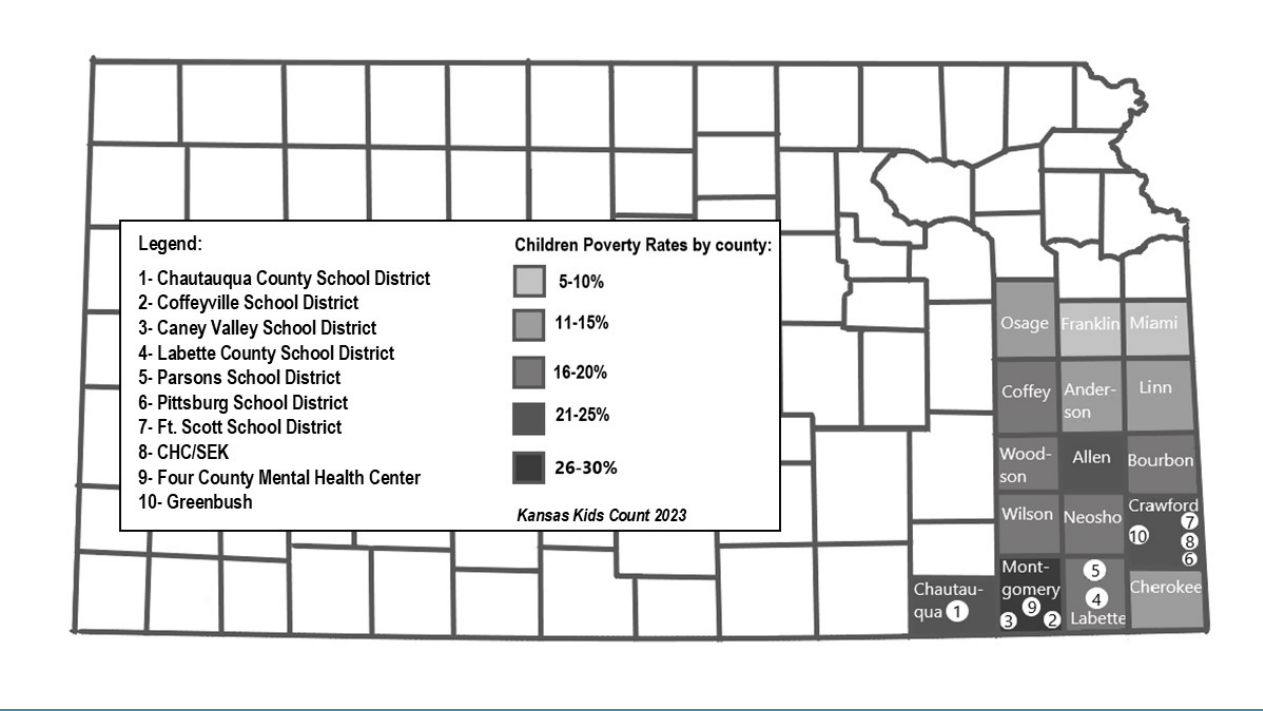 Legend:
1- Chautauqua County School District
2- Coffeyville School District
3- Caney Valley School District
4- Labette County School District
5- Parsons School District
6- Pittsburg School District
7- Ft. Scott School District
8- CHC/SEK
9- Four County Mental Health Center
10- Greenbush
Children Poverty Rates by county:
5-10%
11-15%
16-20%
21-25%
26-30%
Kansas Kids Count 2023
Osage
Franklin
Miami
Coffey
Ander-
son
Linn
Wood-
son
Allen
Bourbon
Wilson
Neosho
Crawford
7
10
8
6
Mont-
gomery
9
3
2
5
4
Labette
Cherokee
Chautau-
qua 1